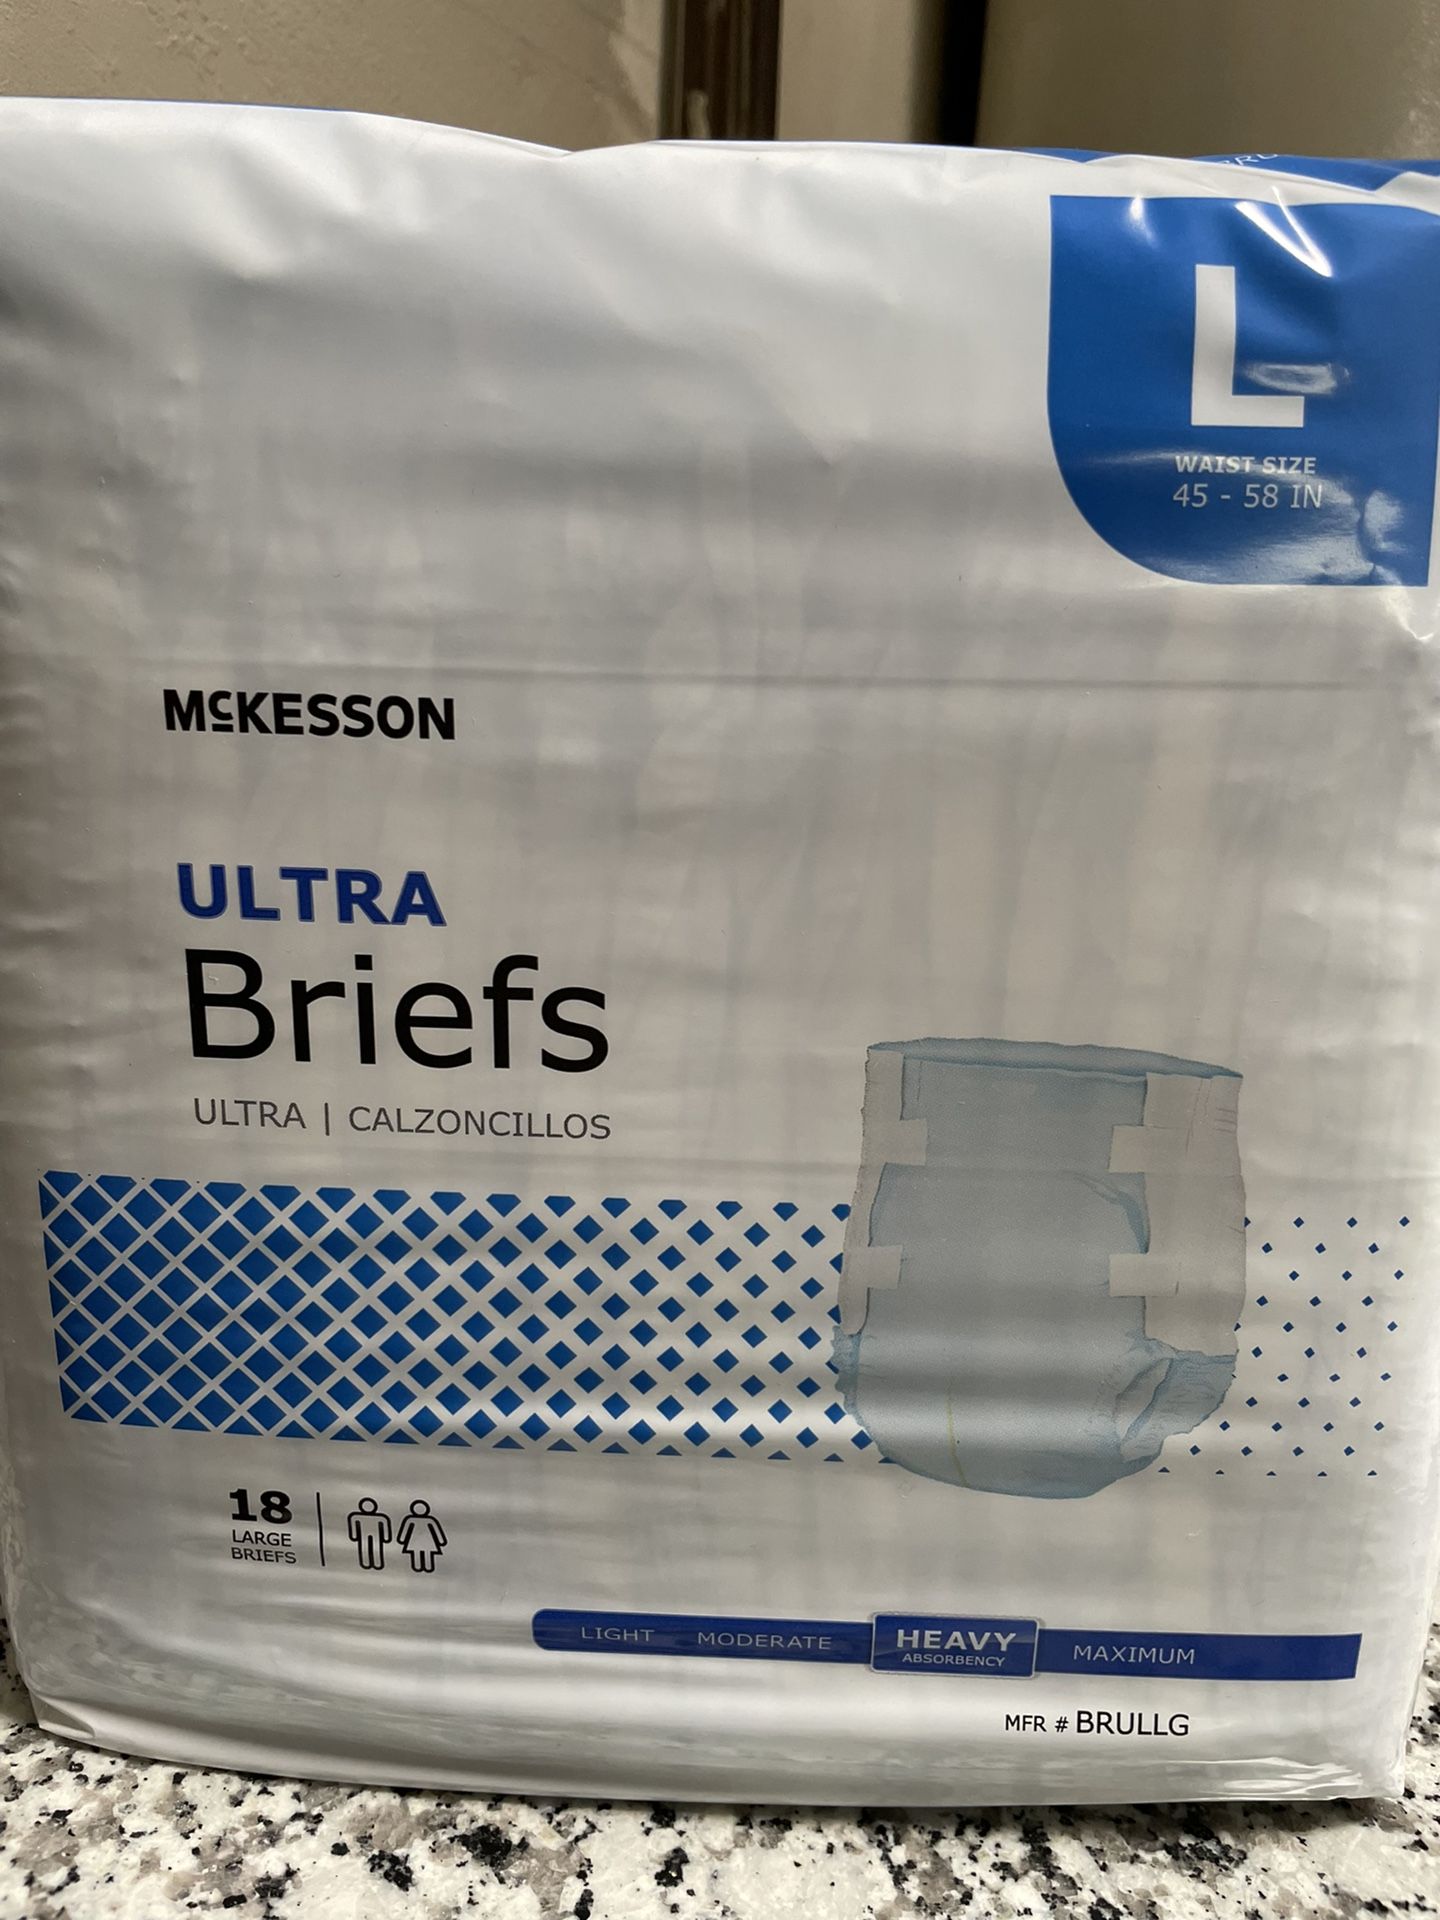 L
WAIST SIZE
45 - 58 IN
McKESSON
ULTRA
Briefs
ULTRA | CALZONCILLOS
18
LARGE
BRIEFS
LIGHT MODERATE HEAVY MAXIMUM
ABSORBENCY
MFR # BRULLG